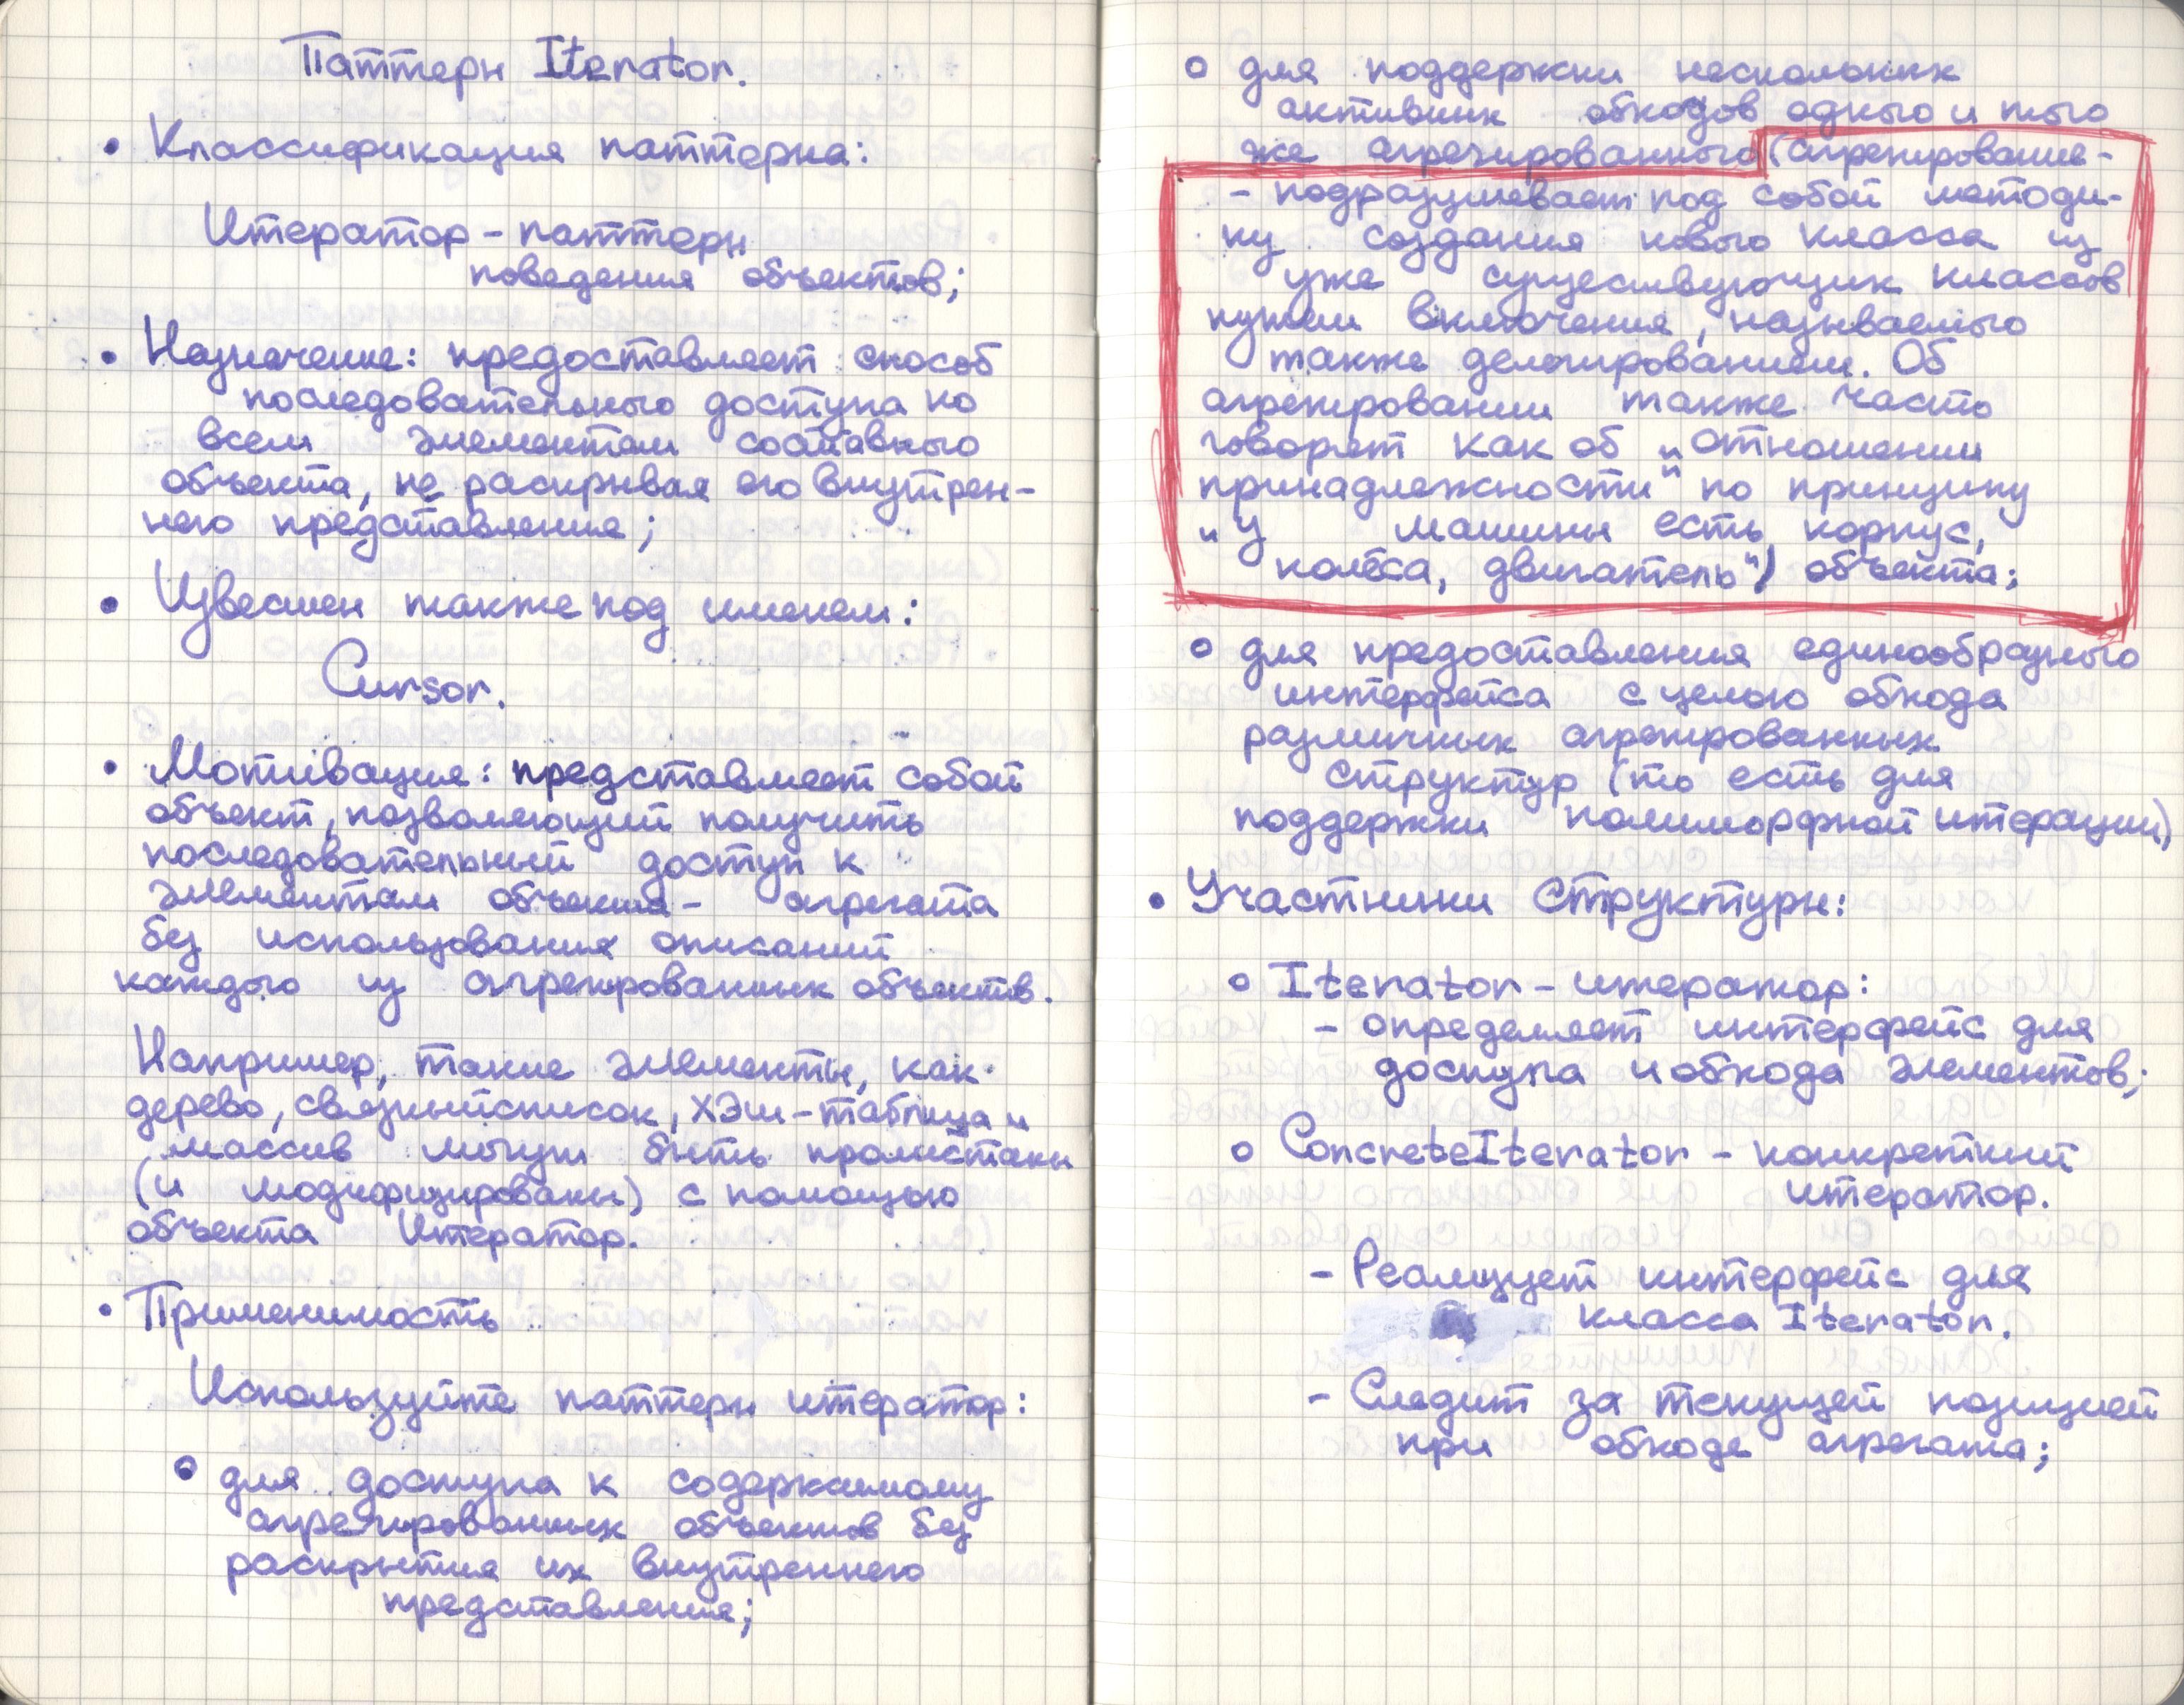 Паттерн Iterator.
• Классификация паттерна:
Итератор - паттерн
поведения объектов;
• Назначение: предоставляет способ
последовательного доступа ко
всем элементам составного
объекта, не раскрывая его внутрен-
него представления;
• Известен также под именем:
Cursor.
• Мотивация: представляет собой
объект, позволяющий получить
последовательный доступ к
элементам объекта - агрегата
без использования описаний
каждого из агрегированных объектов.
Например, такие элементы, как
дерево, связный список, хэш-таблица и
массив могут быть пролистаны
(и модифицированы) с помощью
объекта Итератор.
• Применимость
Используйте паттерн итератор:
• для доступа к содержимому
агрегированных объектов без
раскрытия их внутреннего
представления;
o для поддержки нескольких
активных обходов одного и того
же агрегированного (агрегирование -
- подразумевает под собой методи-
ку создания нового класса из
уже существующих классов
путём включения, называемого
также делегированием. Об
агрегировании также часто
говорят как об „отношении
принадлежности" по принципу
„У машины есть корпус,
колёса, двигатель") объекта;
o для предоставления единообразного
интерфейса с целью обхода
различных агрегированных
структур (то есть для
поддержки полиморфной итерации)
• Участники Структуры:
o Iterator - итератор:
- определяет интерфейс для
доступа и обхода элементов;
o ConcreteIterator - конкретный
итератор.
- Реализует интерфейс для
класса Iterator.
- Следит за текущей позицией
при обходе агрегата;